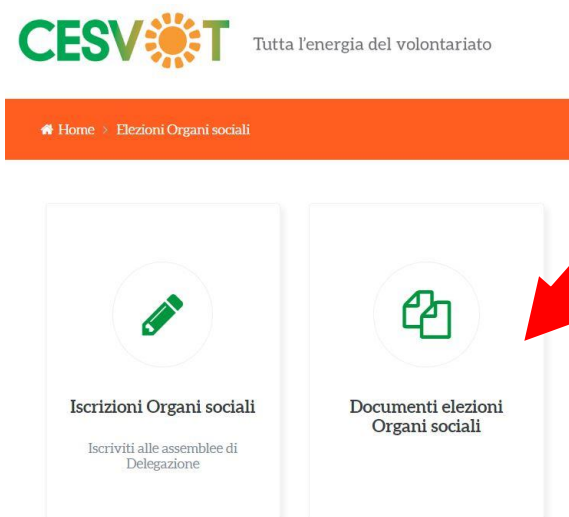 CESVOT
Tutta l'energia del volontariato
Home > Elezioni Organi sociali
Iscrizioni Organi sociali
Iscriviti alle assemblee di
Delegazione
Documenti elezioni
Organi sociali